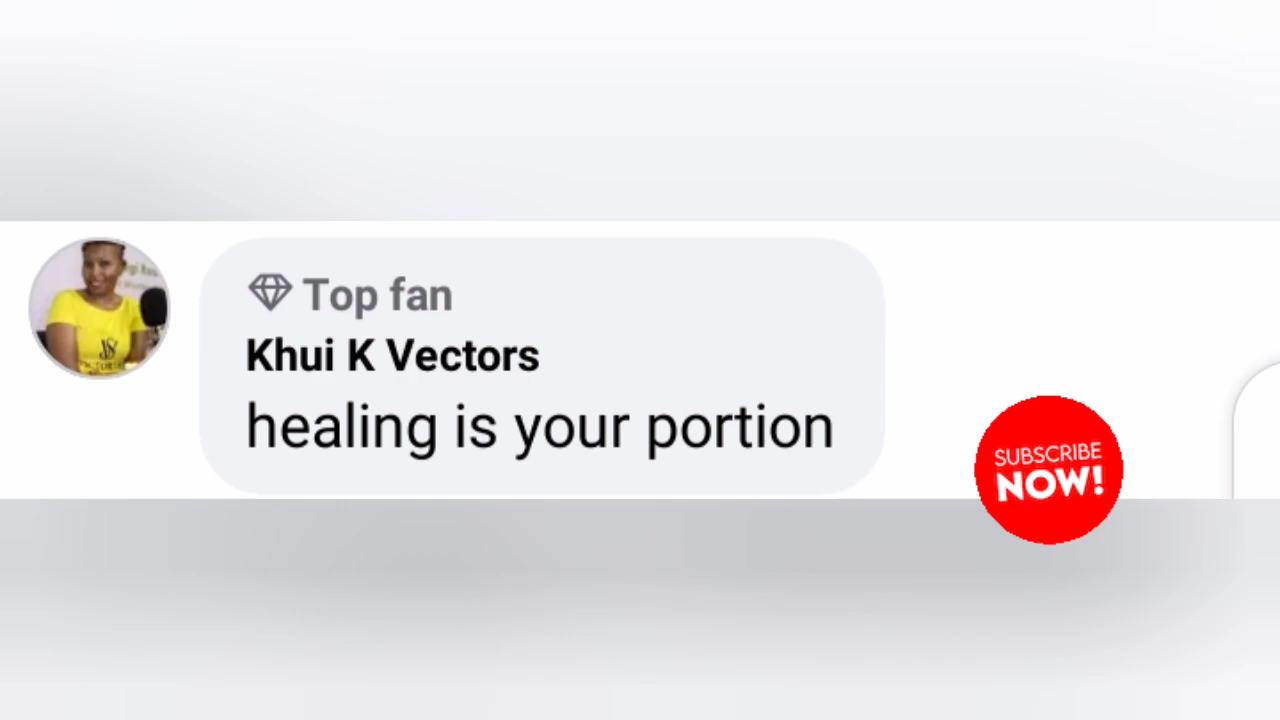 Top fan
Khui K Vectors
healing is your portion
SUBSCRIBE
NOW!